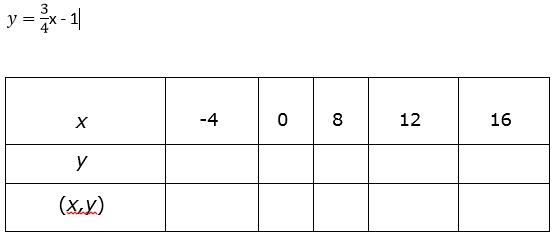 y = 3/4x - 1
x -4 0 8 12 16
y
(x,y)